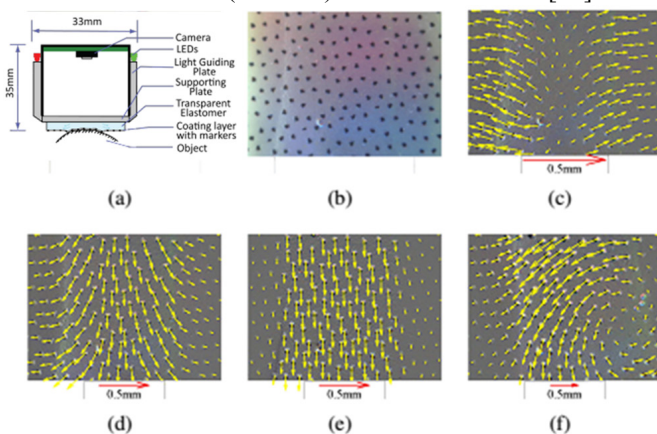 33mm
35mm
Camera
LEDs
Light Guiding
Plate
Supporting
Plate
Transparent
Elastomer
Coating layer
with markers
Object
0.5mm
(a)
(b)
(c)
0.5mm
0.5mm
0.5mm
(d)
(e)
(f)